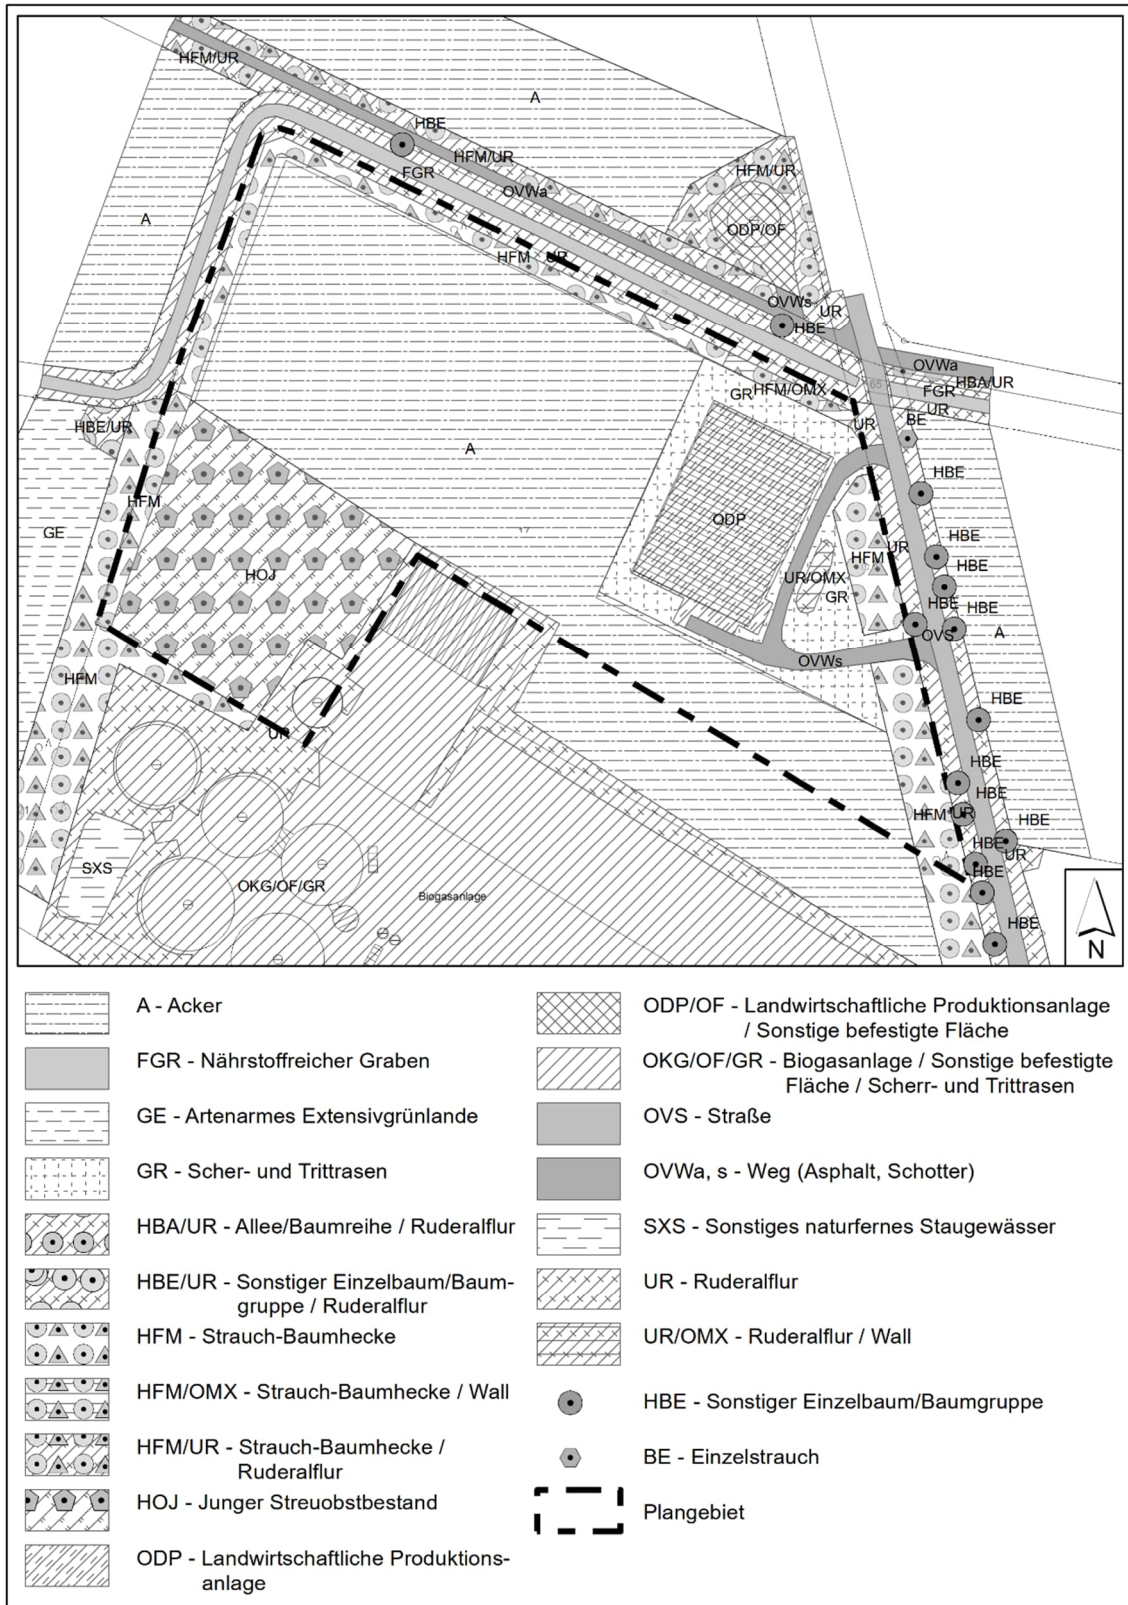 HFM/UR
A
HBE
HFM/UR
HFM/UR
FGR
OVWa
A
ODP/OF
HFM
UR
OVWs
UR
HBE
OVWa
HBA/UR
65
FGR
GR
HFM/OMX
UR
UR
BE
HBE/UR
A
HBE
HFM
17
ODP
GE
HBE
UR
HFM
HBE
HOJ
UR/OMX
GR
HBE
HBE
A
OVS
OVWs
HFM
HBE
UR
HBE
HBE
HFM
UR
HBE
HBE
UR
SXS
HBE
OKG/OF/GR
Biogasanlage
HBE
N
A - Acker
FGR - Nährstoffreicher Graben
GE - Artenarmes Extensivgrünlande
GR - Scher- und Trittrasen
HBA/UR - Allee/Baumreihe / Ruderalflur
HBE/UR - Sonstiger Einzelbaum/Baum-
gruppe / Ruderalflur
HFM - Strauch-Baumhecke
HFM/OMX - Strauch-Baumhecke / Wall
HFM/UR - Strauch-Baumhecke /
Ruderalflur
HOJ - Junger Streuobstbestand
ODP - Landwirtschaftliche Produktions-
anlage
ODP/OF - Landwirtschaftliche Produktionsanlage
/ Sonstige befestigte Fläche
OKG/OF/GR - Biogasanlage / Sonstige befestigte
Fläche / Scherr- und Trittrasen
OVS - Straße
OVWa, s - Weg (Asphalt, Schotter)
SXS - Sonstiges naturfernes Staugewässer
UR - Ruderalflur
UR/OMX - Ruderalflur / Wall
HBE - Sonstiger Einzelbaum/Baumgruppe
BE - Einzelstrauch
Plangebiet